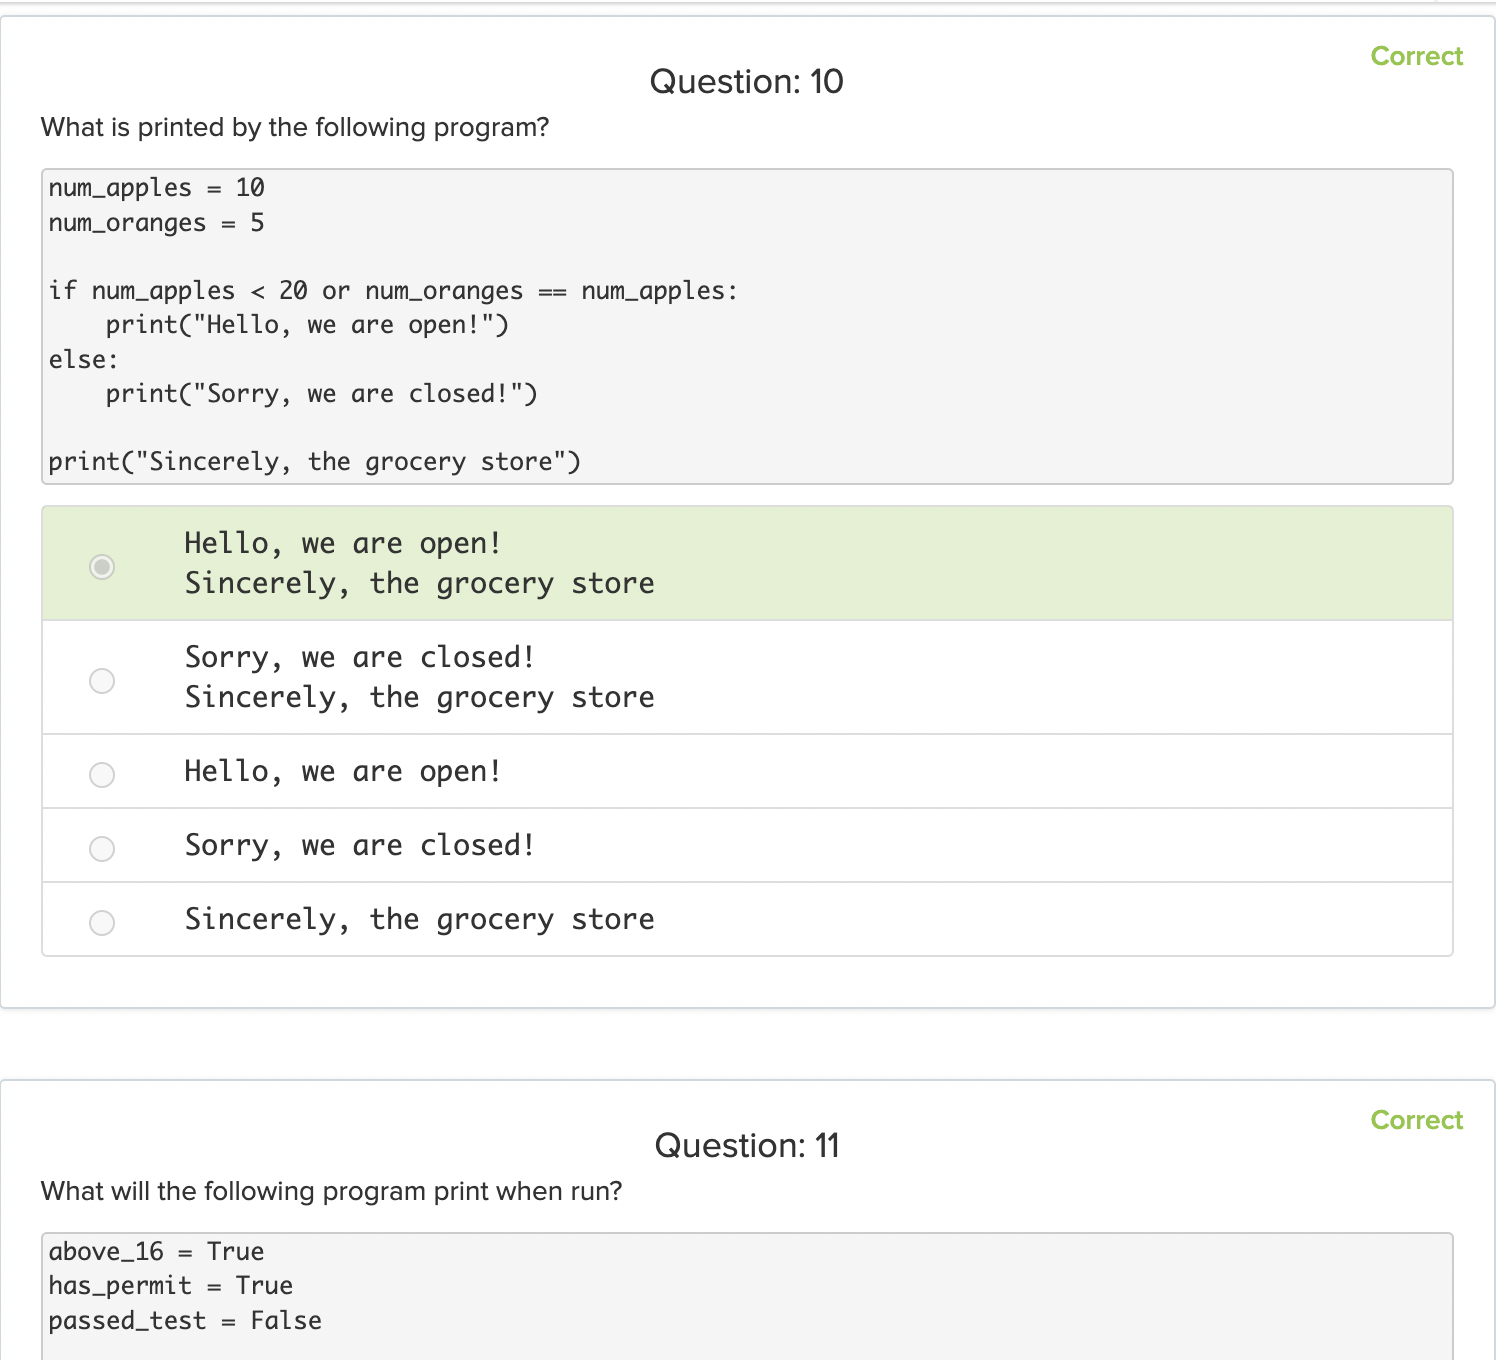 Correct
Question: 10
What is printed by the following program?
num_apples = 10
num_oranges = 5
if num_apples < 20 or num_oranges == num_apples:
    print("Hello, we are open!")
else:
    print("Sorry, we are closed!")
print("Sincerely, the grocery store")
Hello, we are open!
Sincerely, the grocery store
Sorry, we are closed!
Sincerely, the grocery store
Hello, we are open!
Sorry, we are closed!
Sincerely, the grocery store
Correct
Question: 11
What will the following program print when run?
above_16 = True
has_permit = True
passed_test = False